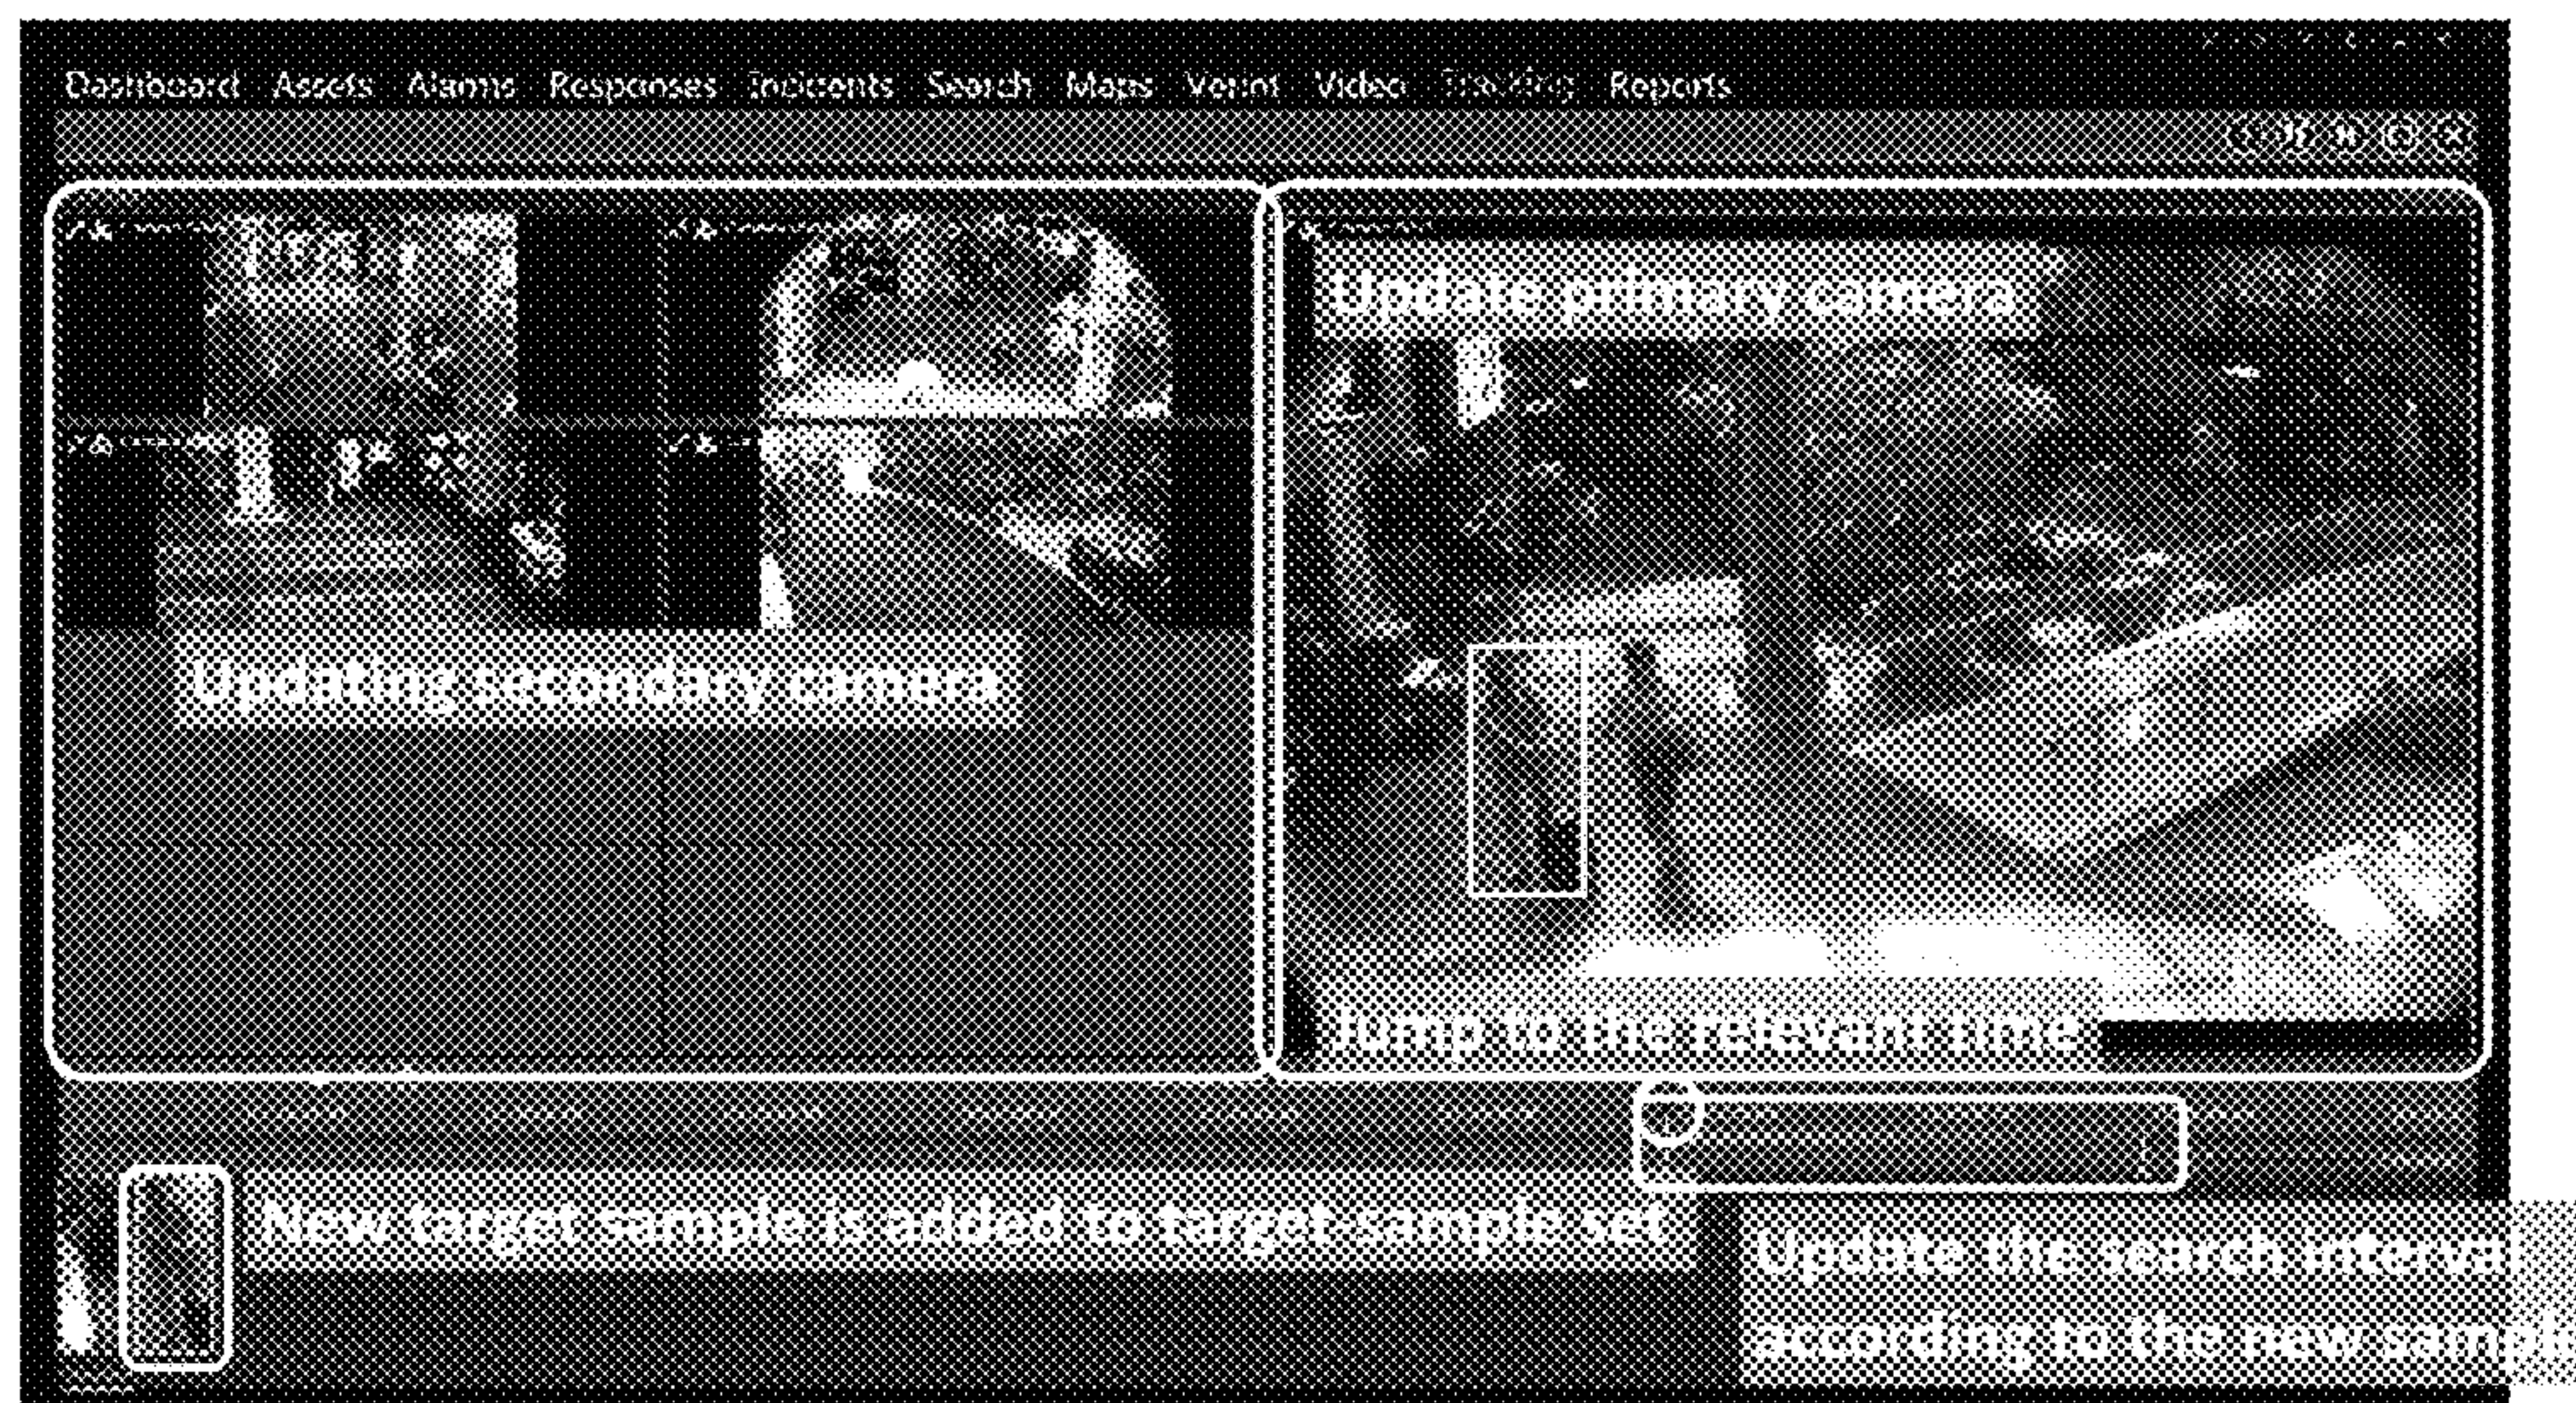 Dashboard Assets Alarms Responses Incidents Search Maps Verint Video Tracking Reports
Update primary camera
Updating secondary camera
Jump to the relevant time
New target sample is added to target sample set
Update the search interva
according to the new sample